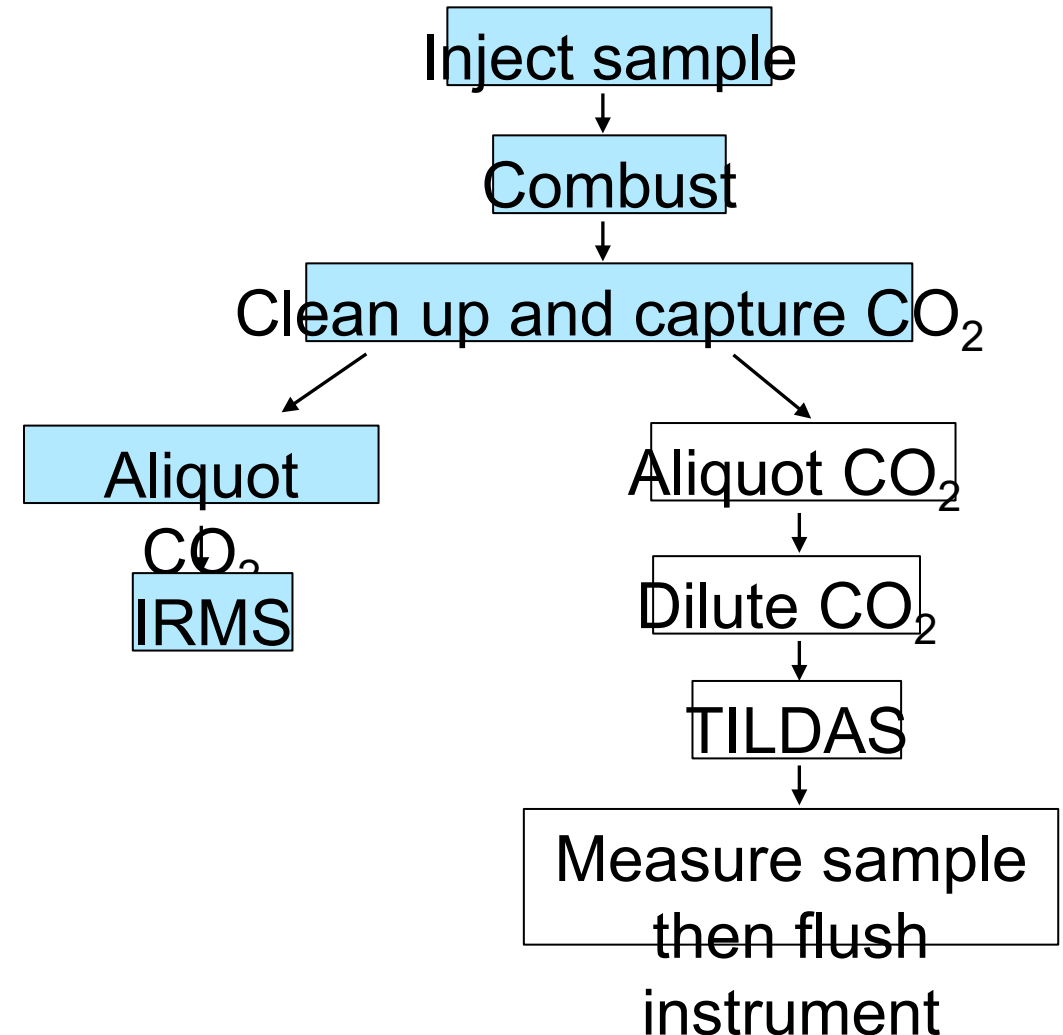 Inject sample
Combust
Clean up and capture CO₂
Aliquot
CO₂
IRMS
Aliquot CO₂
Dilute CO₂
TILDAS
Measure sample
then flush
instrument